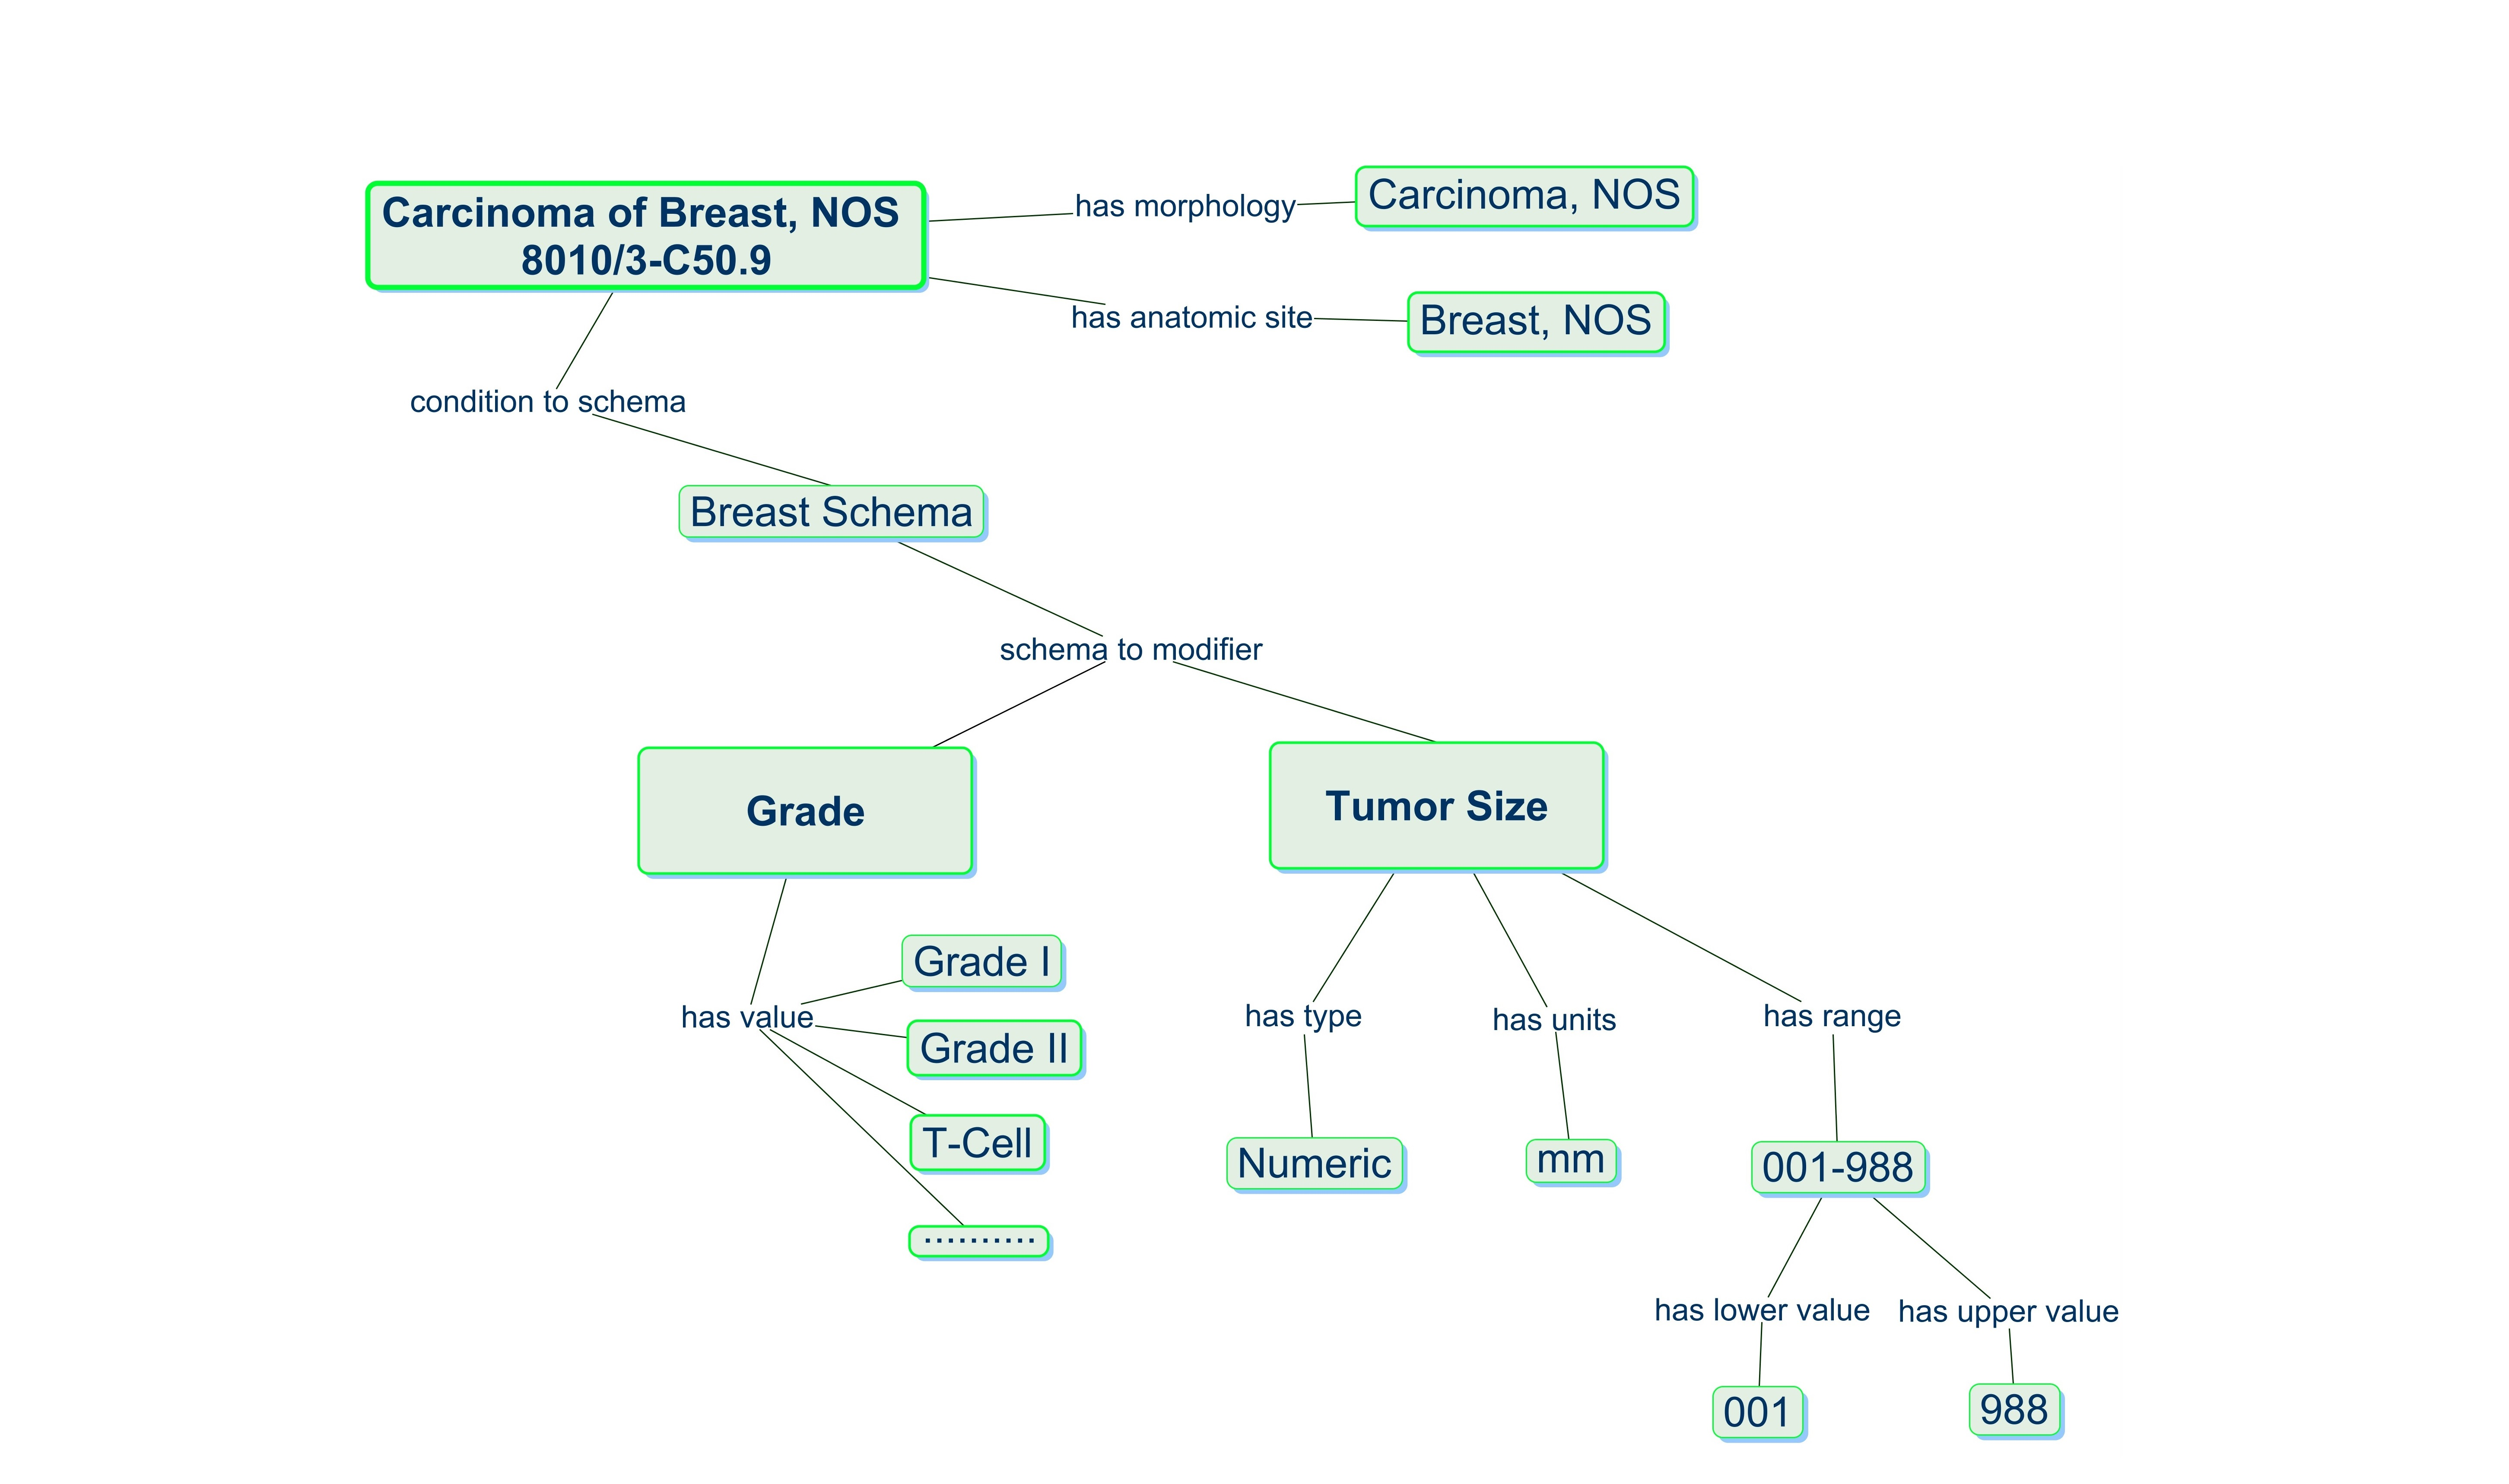 Carcinoma of Breast, NOS
8010/3-C50.9
has morphology
Carcinoma, NOS
has anatomic site
Breast, NOS
condition to schema
Breast Schema
schema to modifier
Grade
Tumor Size
has value
Grade I
Grade II
T-Cell
..........
has type
has units
has range
Numeric
mm
001-988
has lower value
has upper value
001
988